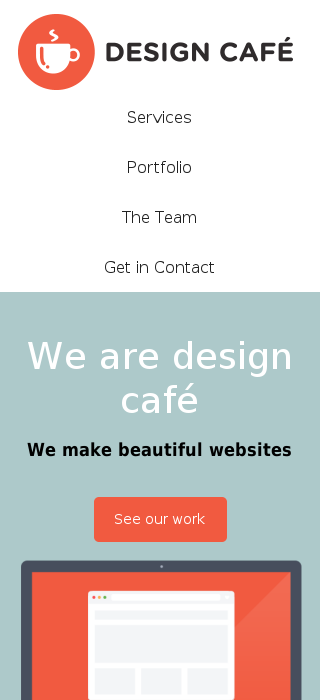 DESIGN CAFÉ
Services
Portfolio
The Team
Get in Contact
We are design
café
We make beautiful websites
See our work